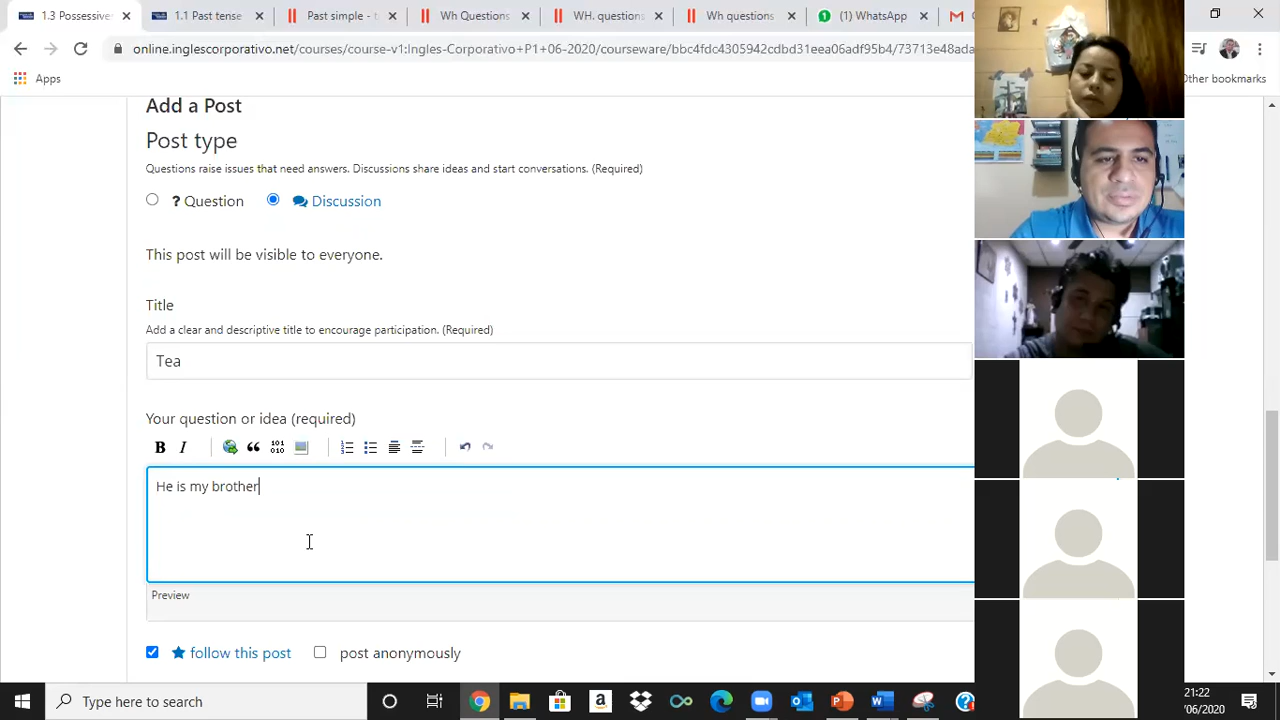 1.3 Possessives
1.1 Past tence
Past simple
Wh Questions
W.H. questions
Wh questions
(1) WhatsApp
online.inglescorporativo.net/courses/course-v1:Ingles-Corporativo+P1+06-2020/courseware/bbc4fdc4305942cdbd31eea06adf95b4/73713e48ada
Apps
Other bookmarks
Add a Post
Post type
Questions raise issues that need answers. Discussions share ideas and start conversations. (Required)
? Question
Discussion
This post will be visible to everyone.
Title
Add a clear and descriptive title to encourage participation. (Required)
Tea
Your question or idea (required)
He is my brother
Preview
follow this post
post anonymously
Type here to search
21:22
/06/2020